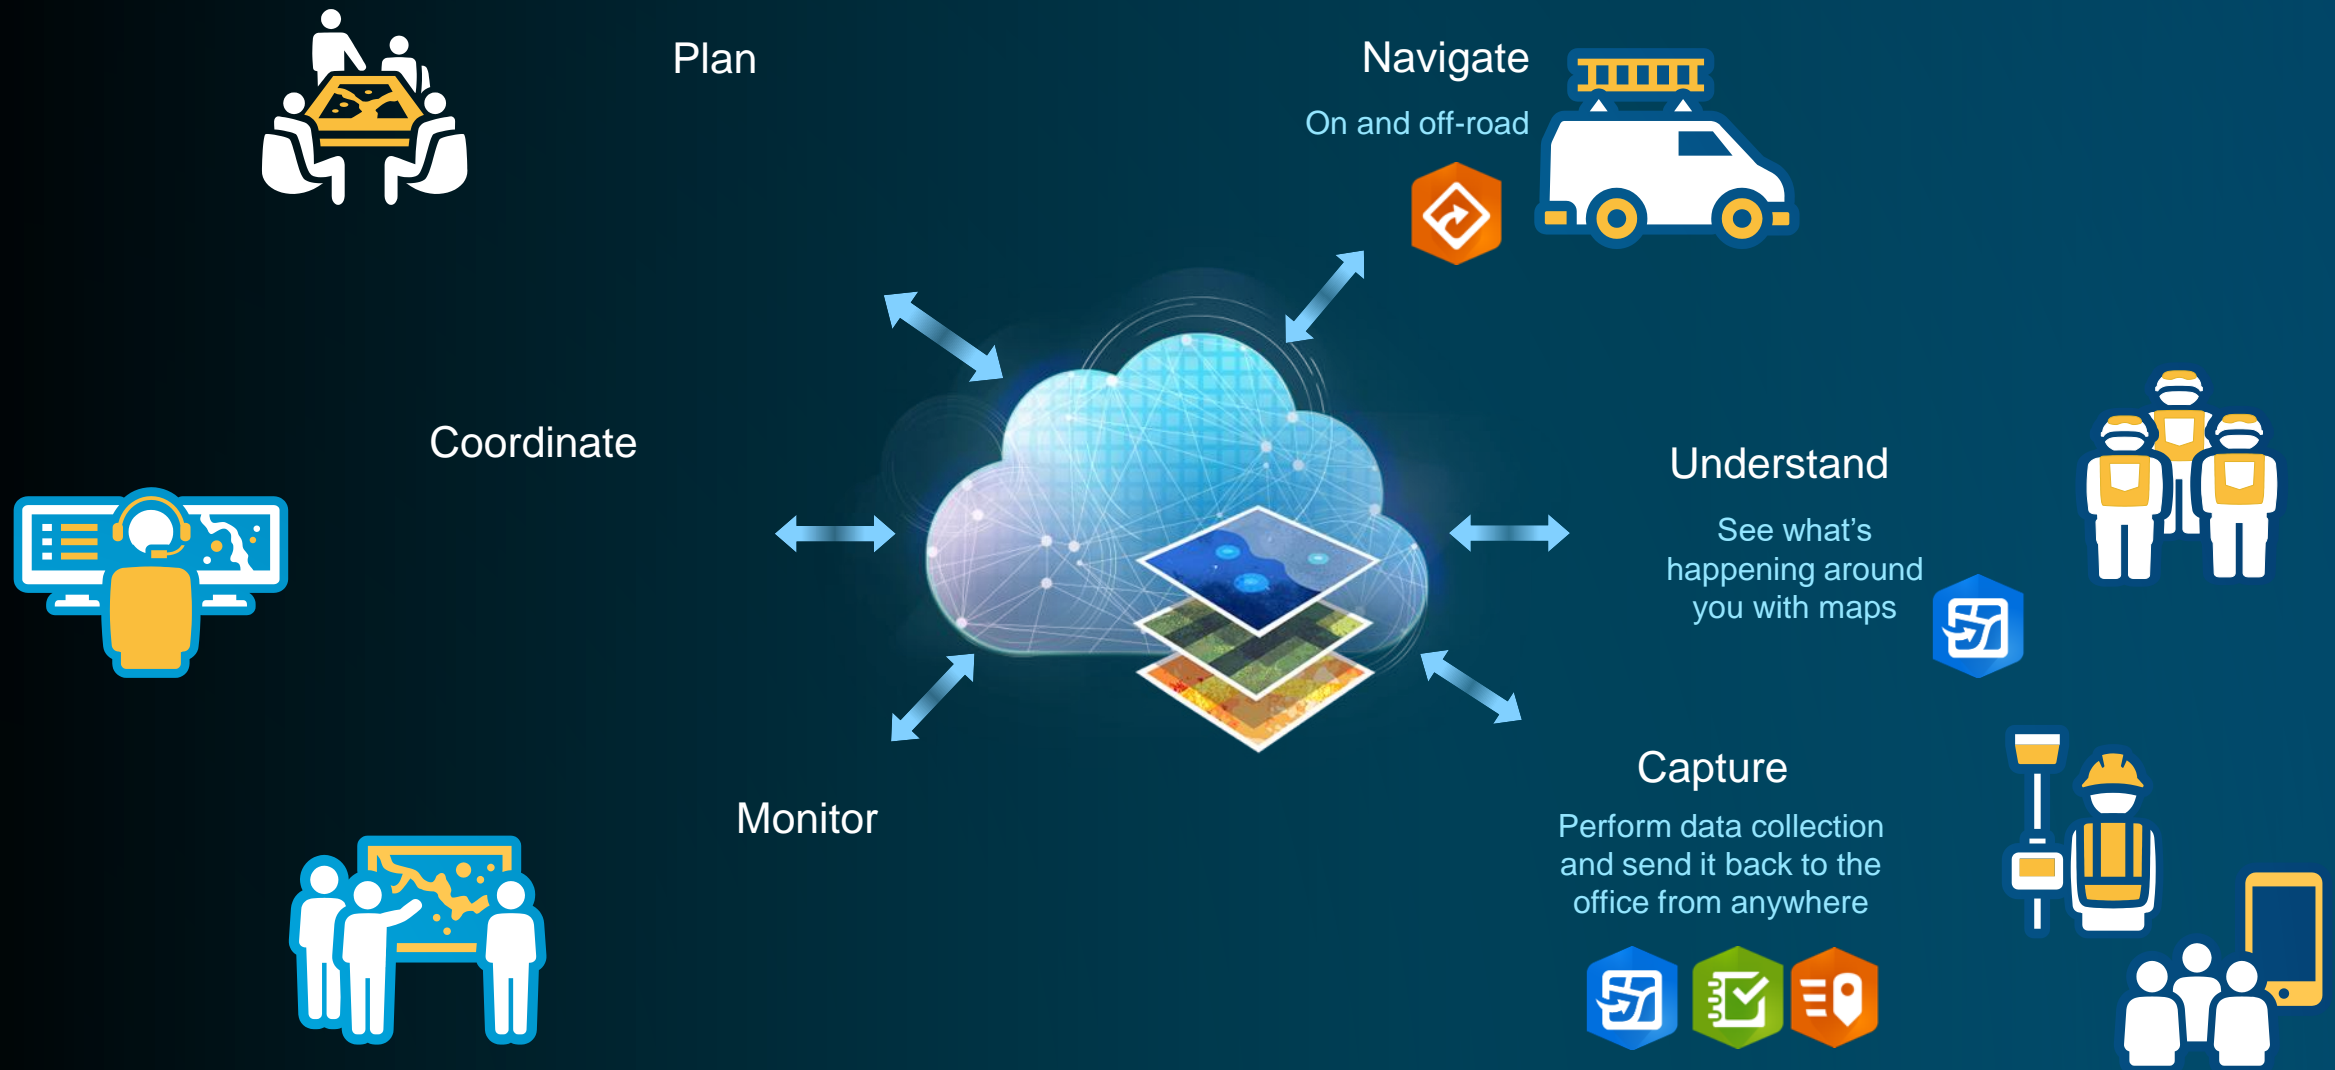 Plan
Navigate
On and off-road
Coordinate
Understand
See what's
happening around
you with maps
Monitor
Capture
Perform data collection
and send it back to the
office from anywhere